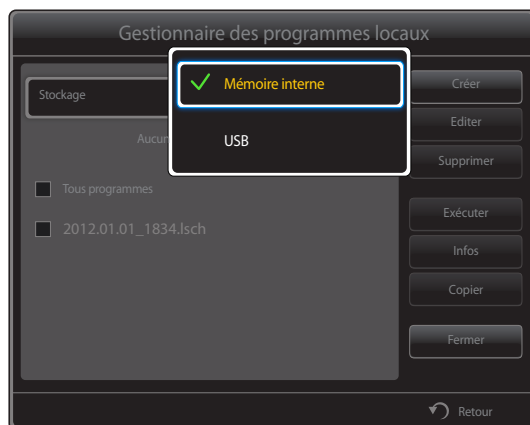 Gestionnaire des programmes locaux
Stockage
Mémoire interne
USB
Aucun
Tous programmes
2012.01.01_1834.lsch
Créer
Editer
Supprimer
Exécuter
Infos
Copier
Fermer
Retour